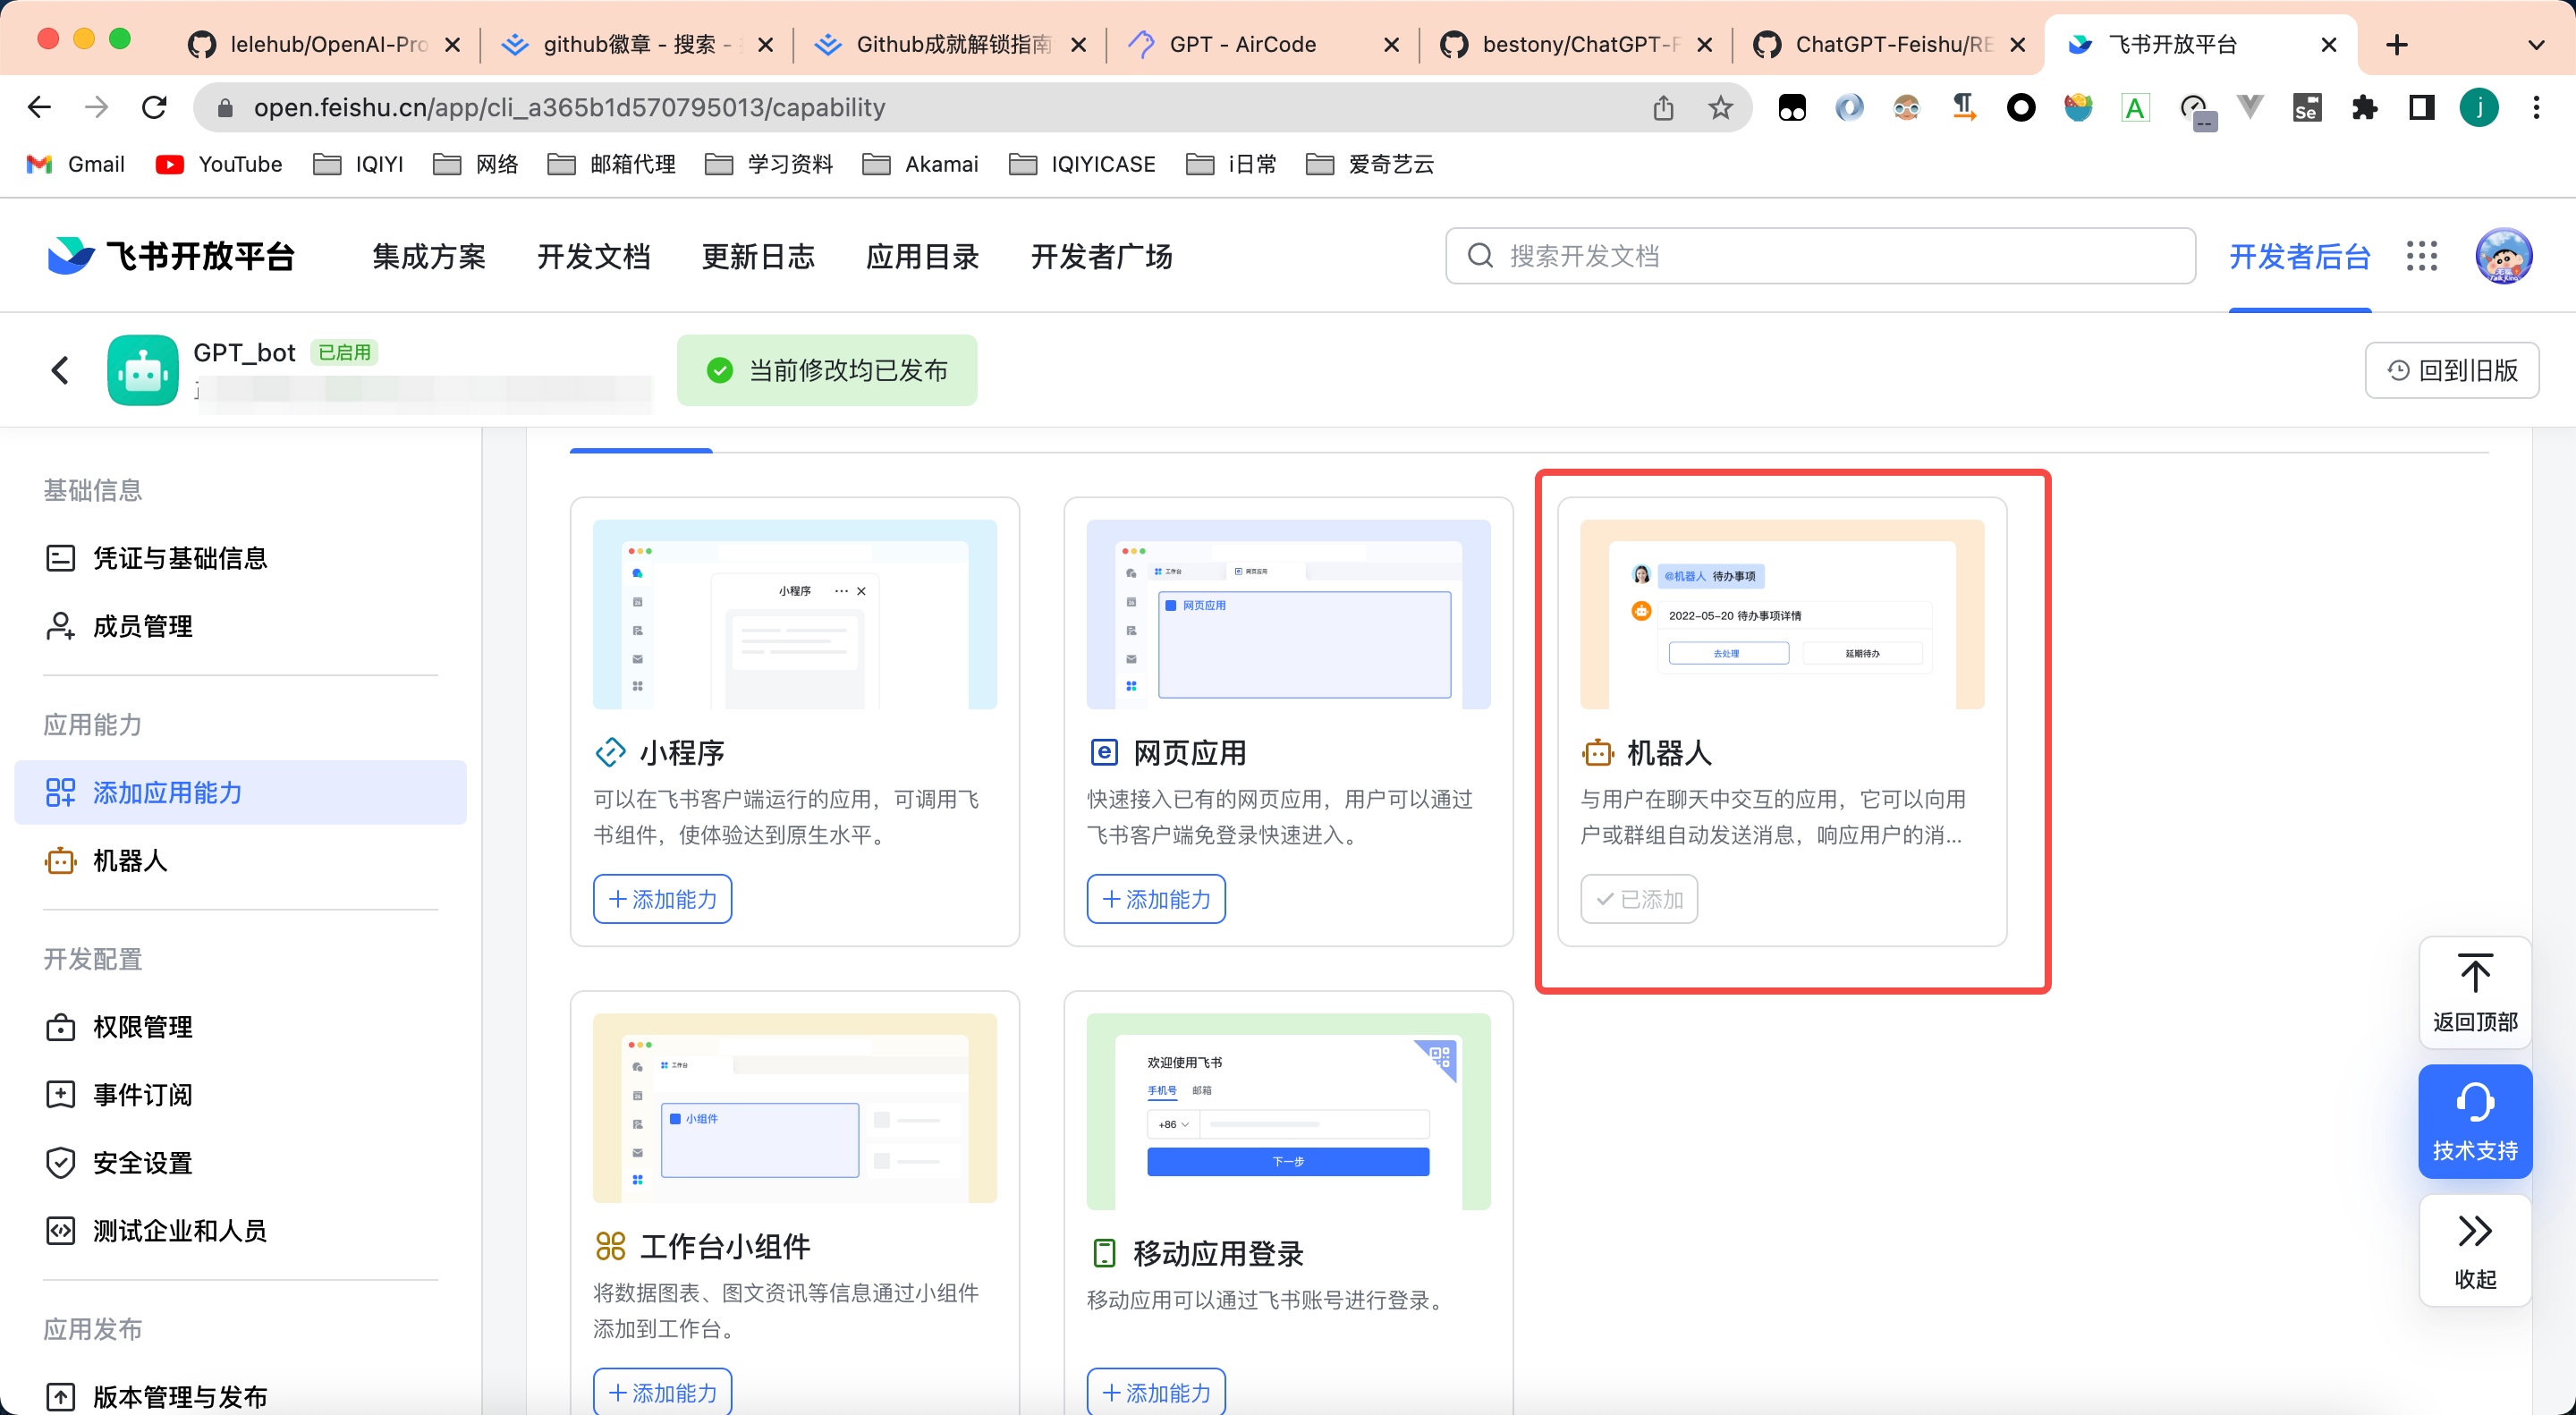 lelehub/OpenAI-Pro
github徽章 - 搜索 -
Github成就解锁指南
GPT - AirCode
bestony/ChatGPT-F
ChatGPT-Feishu/RE
飞书开放平台
open.feishu.cn/app/cli_a365b1d570795013/capability
A
Se
j
Gmail
YouTube
IQIYI
网络
邮箱代理
学习资料
Akamai
IQIYICASE
i日常
爱奇艺云
飞书开放平台
集成方案
开发文档
更新日志
应用目录
开发者广场
搜索开发文档
开发者后台
GPT_bot
已启用
当前修改均已发布
回到旧版
基础信息
凭证与基础信息
成员管理
应用能力
添加应用能力
机器人
开发配置
权限管理
事件订阅
安全设置
测试企业和人员
应用发布
版本管理与发布
小程序
小程序
可以在飞书客户端运行的应用，可调用飞
书组件，使体验达到原生水平。
+ 添加能力
工作台
网页应用
网页应用
网页应用
快速接入已有的网页应用，用户可以通过
飞书客户端免登录快速进入。
+ 添加能力
@机器人 待办事项
2022-05-20 待办事项详情
去处理
延期待办
机器人
与用户在聊天中交互的应用，它可以向用
户或群组自动发送消息，响应用户的消...
已添加
工作台
小组件
工作台小组件
将数据图表、图文资讯等信息通过小组件
添加到工作台。
+ 添加能力
欢迎使用飞书
手机号
邮箱
+86
下一步
移动应用登录
移动应用可以通过飞书账号进行登录。
+ 添加能力
返回顶部
技术支持
收起